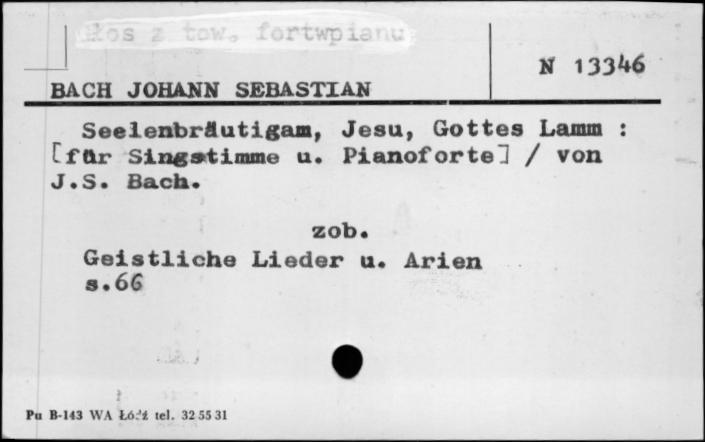 Głos z tow. fortepianu
N 13346
BACH JOHANN SEBASTIAN
Seelenbräutigam, Jesu, Gottes Lamm :
[für Singstimme u. Pianoforte] / von
J.S. Bach.
zob.
Geistliche Lieder u. Arien
s.66
Pu B-143 WA Łódź tel. 32 55 31